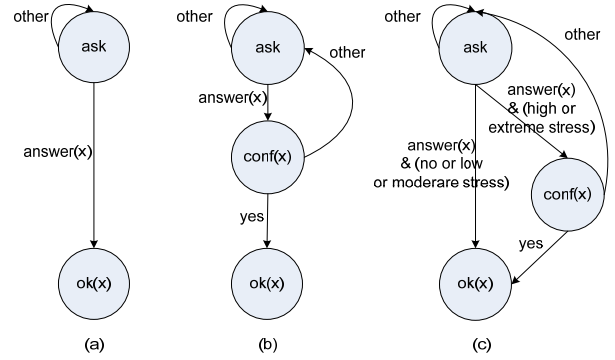 other
ask
answer(x)
ok(x)
(a)
other
ask
answer(x)
other
conf(x)
yes
ok(x)
(b)
other
ask
other
answer(x)
& (high or
extreme stress)
answer(x)
& (no or low
or moderare stress)
conf(x)
yes
ok(x)
(c)